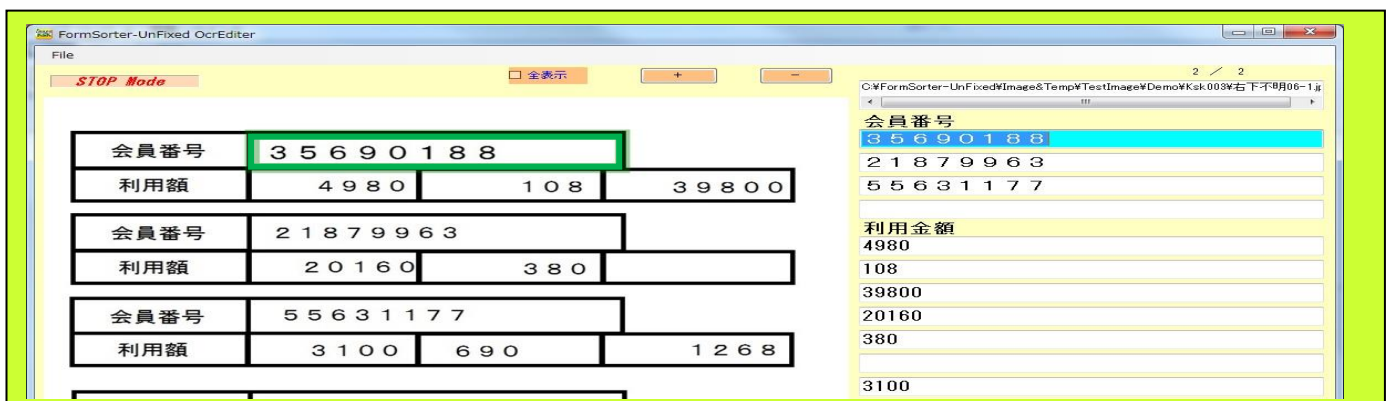 FormSorter-UnFixed OcrEditer
File
STOP Mode
全表示
+
-
2 / 2
C:¥FormSorter-UnFixed¥Image&Temp¥TestImage¥Demo¥Ksk003¥右下不明06-1.j
会員番号 35690188
利用額 4980 108 39800
会員番号 21879963
利用額 20160 380
会員番号 55631177
利用額 3100 690 1268
会員番号
35690188
21879963
55631177
利用金額
4980
108
39800
20160
380
3100